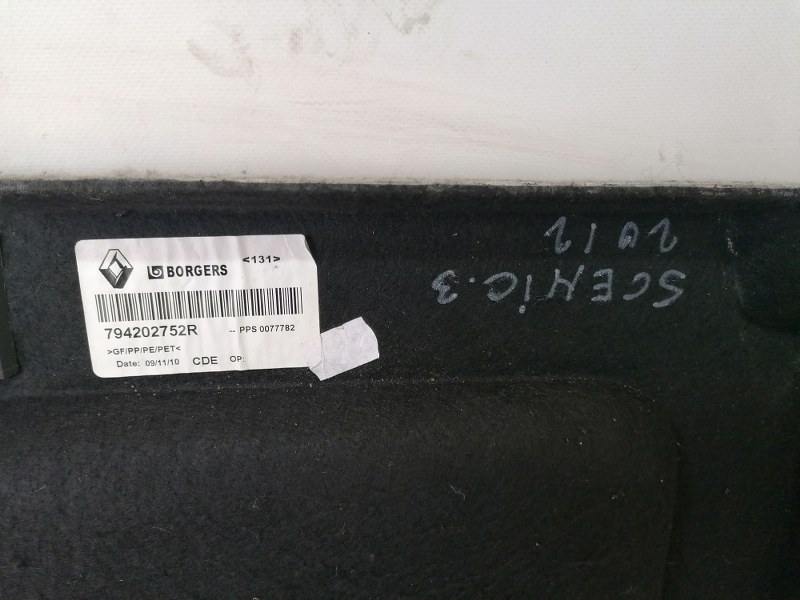 BORGERS
<131>
794202752R
-- PPS 0077782
>GF/PP/PE/PET<
Date: 09/11/10 CDE OP:
SCENiC.3
2012